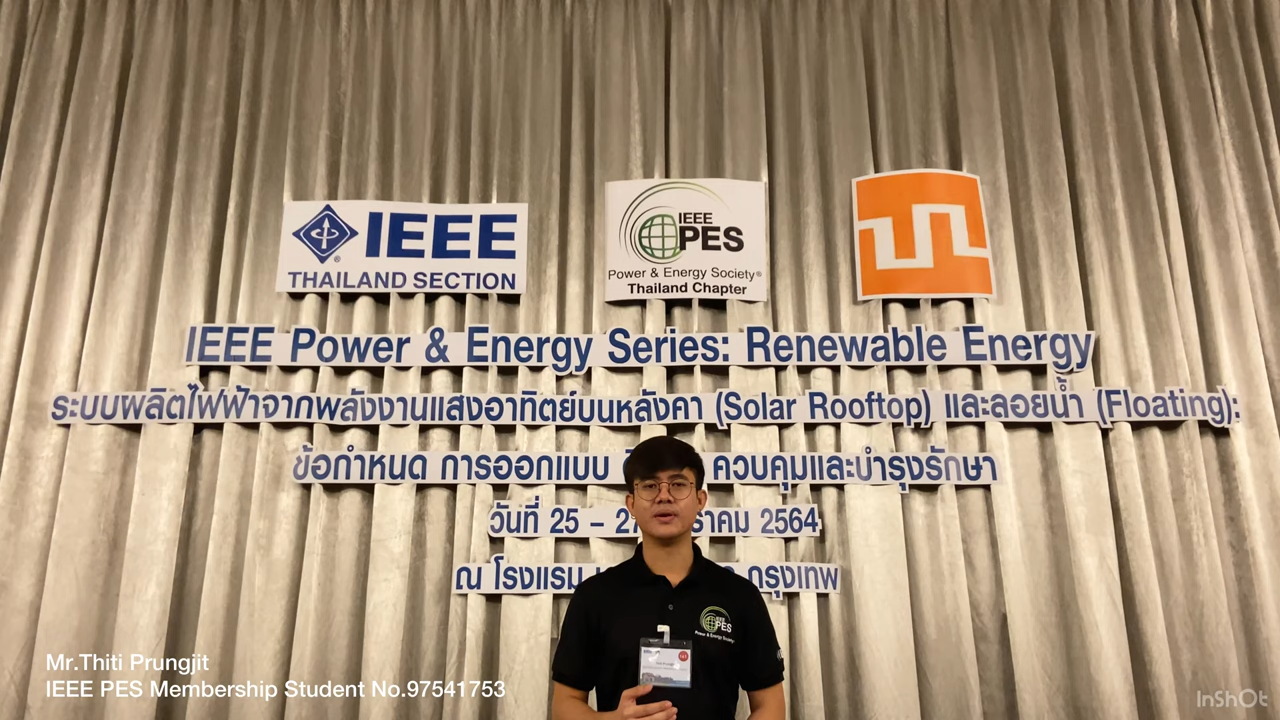 IEEE
THAILAND SECTION
IEEE
PES
Power & Energy Society®
Thailand Chapter
IEEE Power & Energy Series: Renewable Energy
ระบบผลิตไฟฟ้าจากพลังงานแสงอาทิตย์บนหลังคา (Solar Rooftop) และลอยน้ำ (Floating):
ข้อกำหนด การออกแบบ ควบคุมและบำรุงรักษา
วันที่ 25 – 2 2564
ณ โรงแรม กรุงเทพ
IEEE
PES
Power & Energy Society
Mr.Thiti Prungjit
IEEE PES Membership Student No.97541753
InShOt